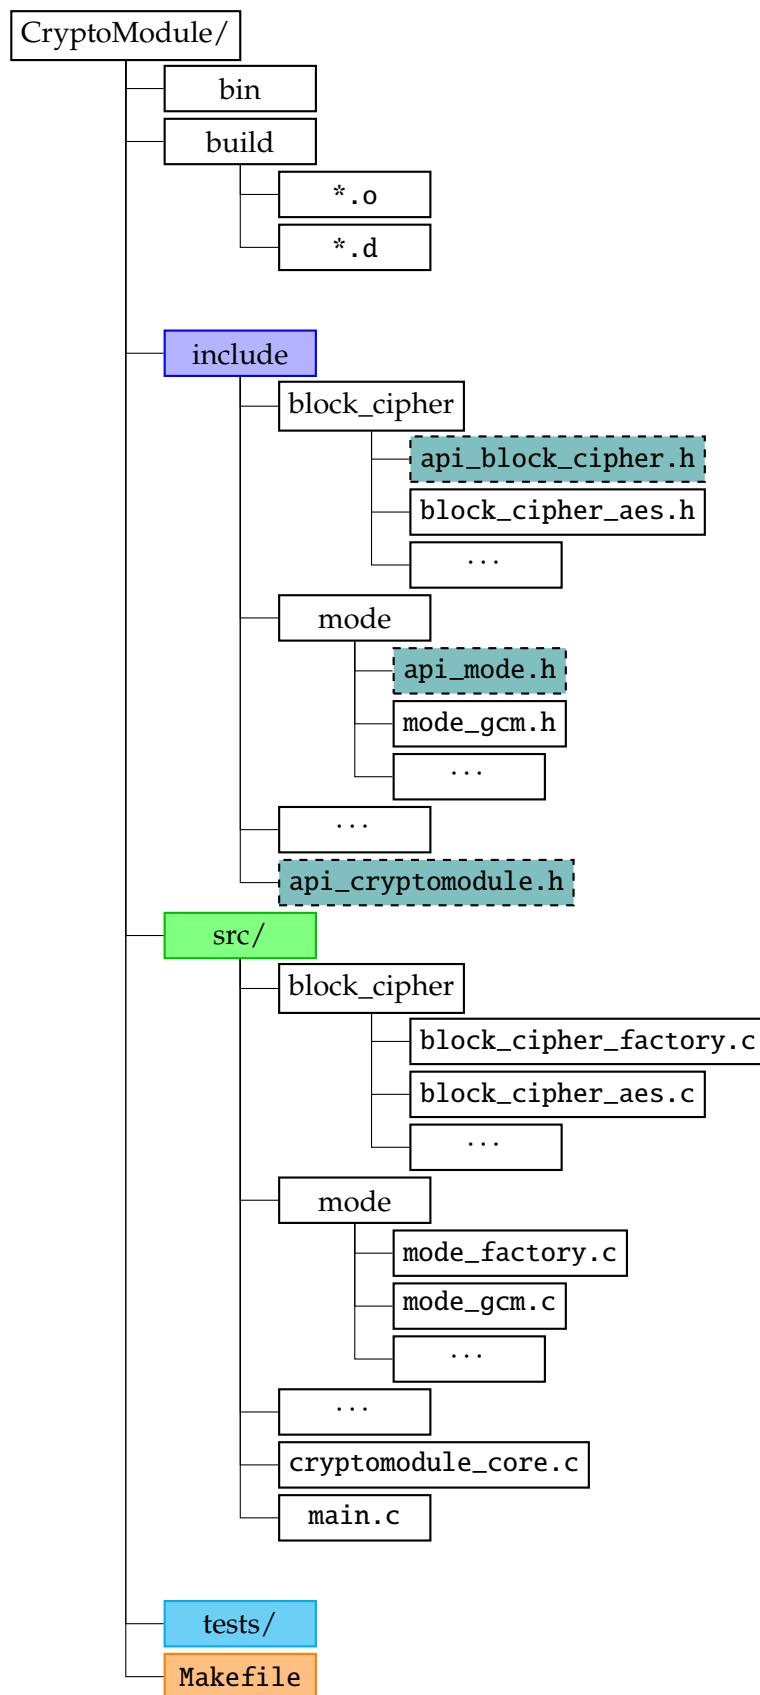 CryptoModule/
bin
build
*.o
*.d
include
block_cipher
api_block_cipher.h
block_cipher_aes.h
...
mode
api_mode.h
mode_gcm.h
...
...
api_cryptomodule.h
src/
block_cipher
block_cipher_factory.c
block_cipher_aes.c
...
mode
mode_factory.c
mode_gcm.c
...
...
cryptomodule_core.c
main.c
tests/
Makefile